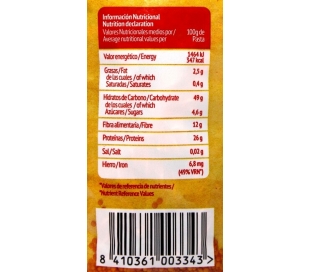 Información Nutricional
Nutrition declaration
Valores Nutricionales medios por /
Average nutritional values per
100g de
Pasta
Valor energético / Energy
1464 kJ
347 kcal
Grasas / Fat
2,5 g
de las cuales / of which
Saturadas / Saturates
0,4 g
Hidratos de Carbono / Carbohydrate
49 g
de los cuales / of which
Azúcares / Sugars
4,6 g
Fibra alimentaria / Fibre
12 g
Proteínas / Proteins
26 g
Sal / Salt
0,02 g
Hierro / Iron
6,8 mg
(49% VRN*)
*Valores de referencia de nutrientes /
*Nutrient Reference Values
8 410361 003343 >